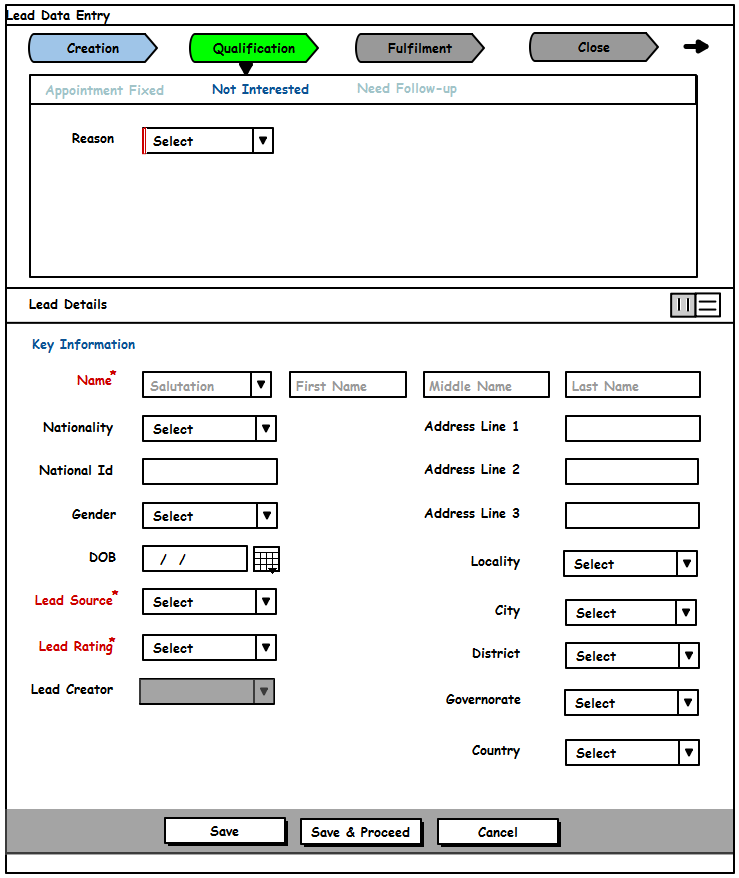 Lead Data Entry
Creation Qualification Fulfilment Close
Appointment Fixed Not Interested Need Follow-up
Reason Select
Lead Details
Key Information
Name* Salutation First Name Middle Name Last Name
Nationality Select Address Line 1
National Id Address Line 2
Gender Select Address Line 3
DOB / /
Locality Select
Lead Source* Select
City Select
Lead Rating* Select
District Select
Lead Creator
Governorate Select
Country Select
Save Save & Proceed Cancel